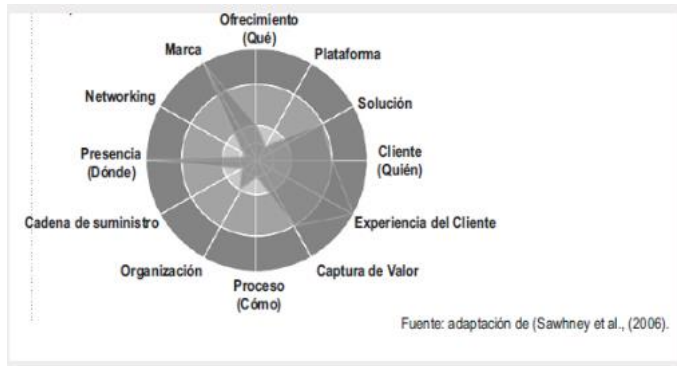 Ofrecimiento
(Qué)
Marca
Plataforma
Networking
Solución
Presencia
(Dónde)
Cliente
(Quién)
Cadena de suministro
Experiencia del Cliente
Organización
Captura de Valor
Proceso
(Cómo)
Fuente: adaptación de (Sawhney et al., (2006).